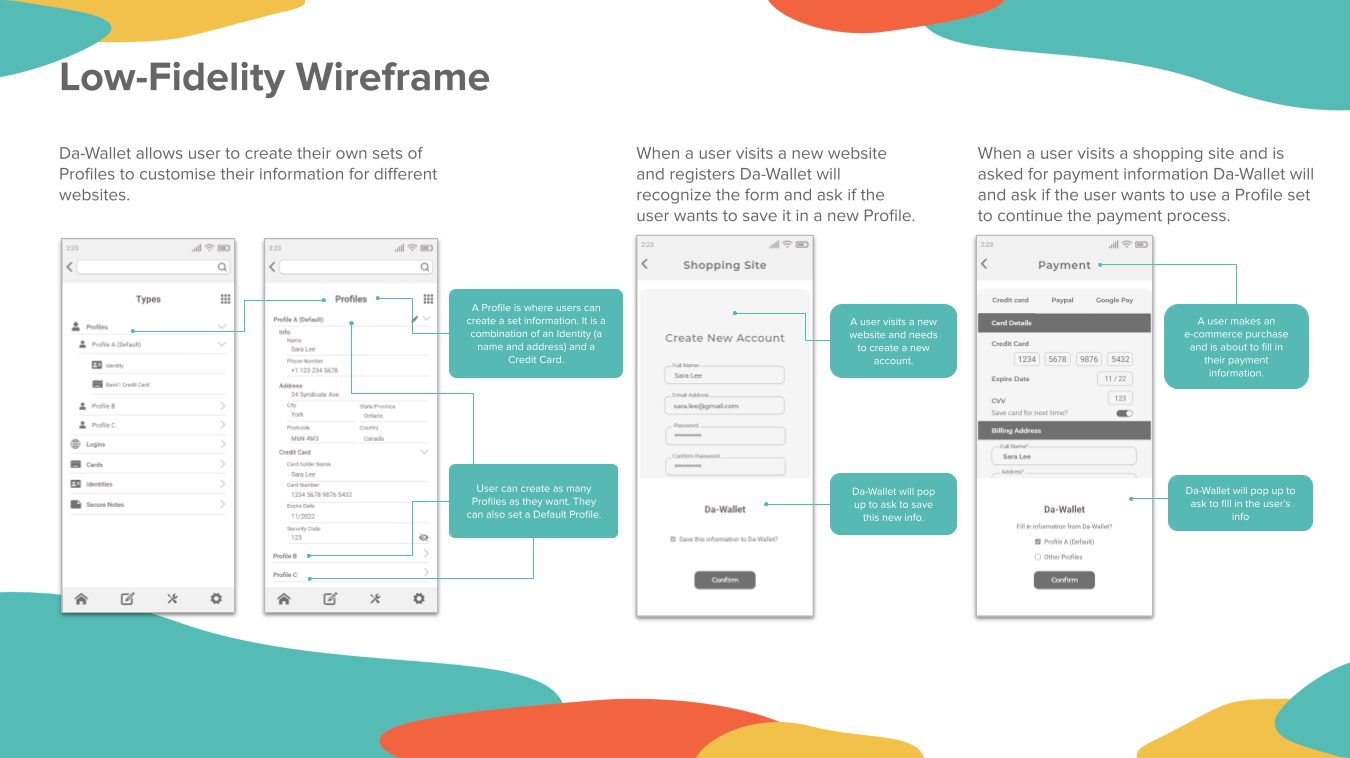 Low-Fidelity Wireframe
Da-Wallet allows user to create their own sets of
Profiles to customise their information for different
websites.
When a user visits a new website
and registers Da-Wallet will
recognize the form and ask if the
user wants to save it in a new Profile.
When a user visits a shopping site and is
asked for payment information Da-Wallet will
and ask if the user wants to use a Profile set
to continue the payment process.
2:23
Types
Profiles
Profile A (Default)
Identity
Bank1 Credit Card
Profile B
Profile C
Logins
Cards
Identities
Secure Notes
2:23
Profiles
Profile A (Default)
Info
Name
Sara Lee
Phone Number
+1 123 234 5678
Address
24 Syndicate Ave.
City State/Province
York Ontario
Postcode Country
M6N 4M3 Canada
Credit Card
Card holder Name
Sara Lee
Card Number
1234 5678 9876 5432
Expire Date
11/2022
Security Code
123
Profile B
Profile C
A Profile is where users can
create a set information. It is a
combination of an Identity (a
name and address) and a
Credit Card.
User can create as many
Profiles as they want. They
can also set a Default Profile.
2:23
Shopping Site
Create New Account
Full Name
Sara Lee
Email Address
sara.lee@gmail.com
Password
**********
Confirm Password
**********
Da-Wallet
Save this information to Da-Wallet?
Confirm
A user visits a new
website and needs
to create a new
account.
Da-Wallet will pop
up to ask to save
this new info.
2:23
Payment
Credit card Paypal Google Pay
Card Details
Credit Card
1234 5678 9876 5432
Expire Date 11 / 22
CVV 123
Save card for next time?
Billing Address
Full Name*
Sara Lee
Address*
Da-Wallet
Fill in information from Da-Wallet?
Profile A (Default)
Other Profiles
Confirm
A user makes an
e-commerce purchase
and is about to fill in
their payment
information.
Da-Wallet will pop up to
ask to fill in the user's
info